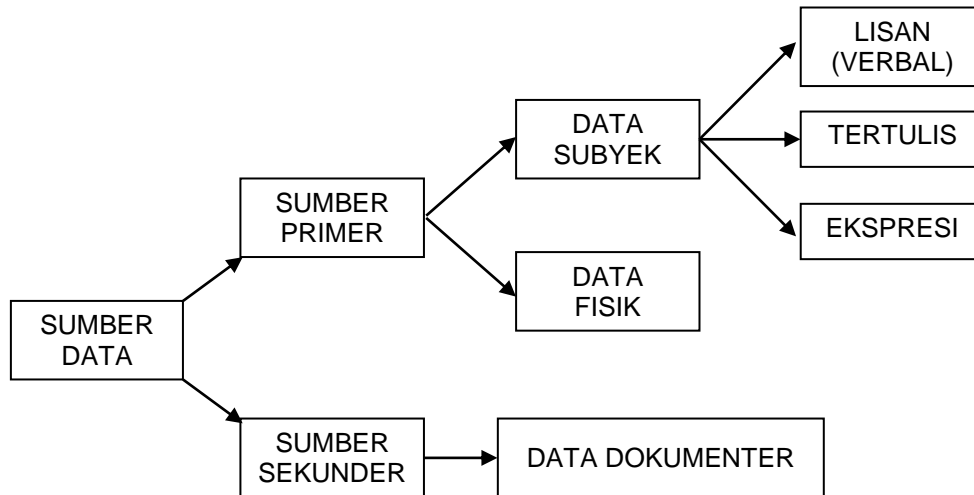 LISAN
(VERBAL)
DATA
SUBYEK
TERTULIS
SUMBER
PRIMER
EKSPRESI
DATA
FISIK
SUMBER
DATA
SUMBER
SEKUNDER
DATA DOKUMENTER